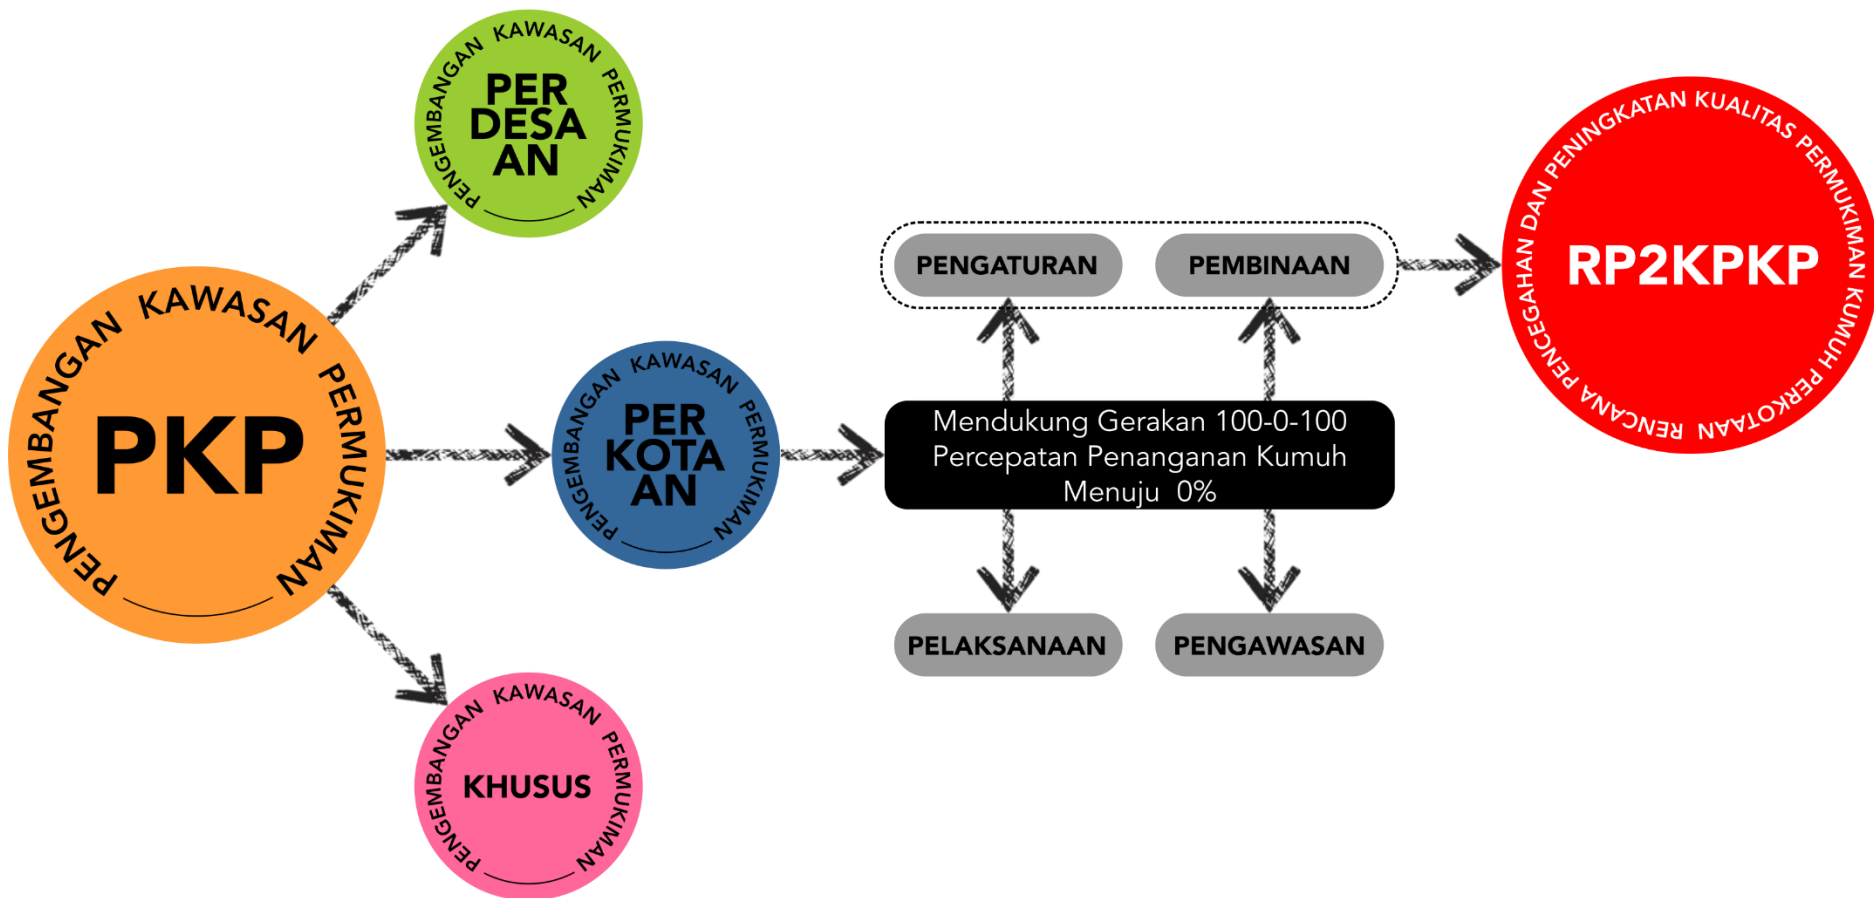 PENGEMBANGAN KAWASAN PERMUKIMAN
PKP
PENGEMBANGAN KAWASAN PERMUKIMAN
PER
DESA
AN
PENGEMBANGAN KAWASAN PERMUKIMAN
PER
KOTA
AN
PENGEMBANGAN KAWASAN PERMUKIMAN
KHUSUS
PENGATURAN
PEMBINAAN
Mendukung Gerakan 100-0-100
Percepatan Penanganan Kumuh
Menuju 0%
PELAKSANAAN
PENGAWASAN
RENCANA PENCEGAHAN DAN PENINGKATAN KUALITAS PERMUKIMAN KUMUH PERKOTAAN
RP2KPKP